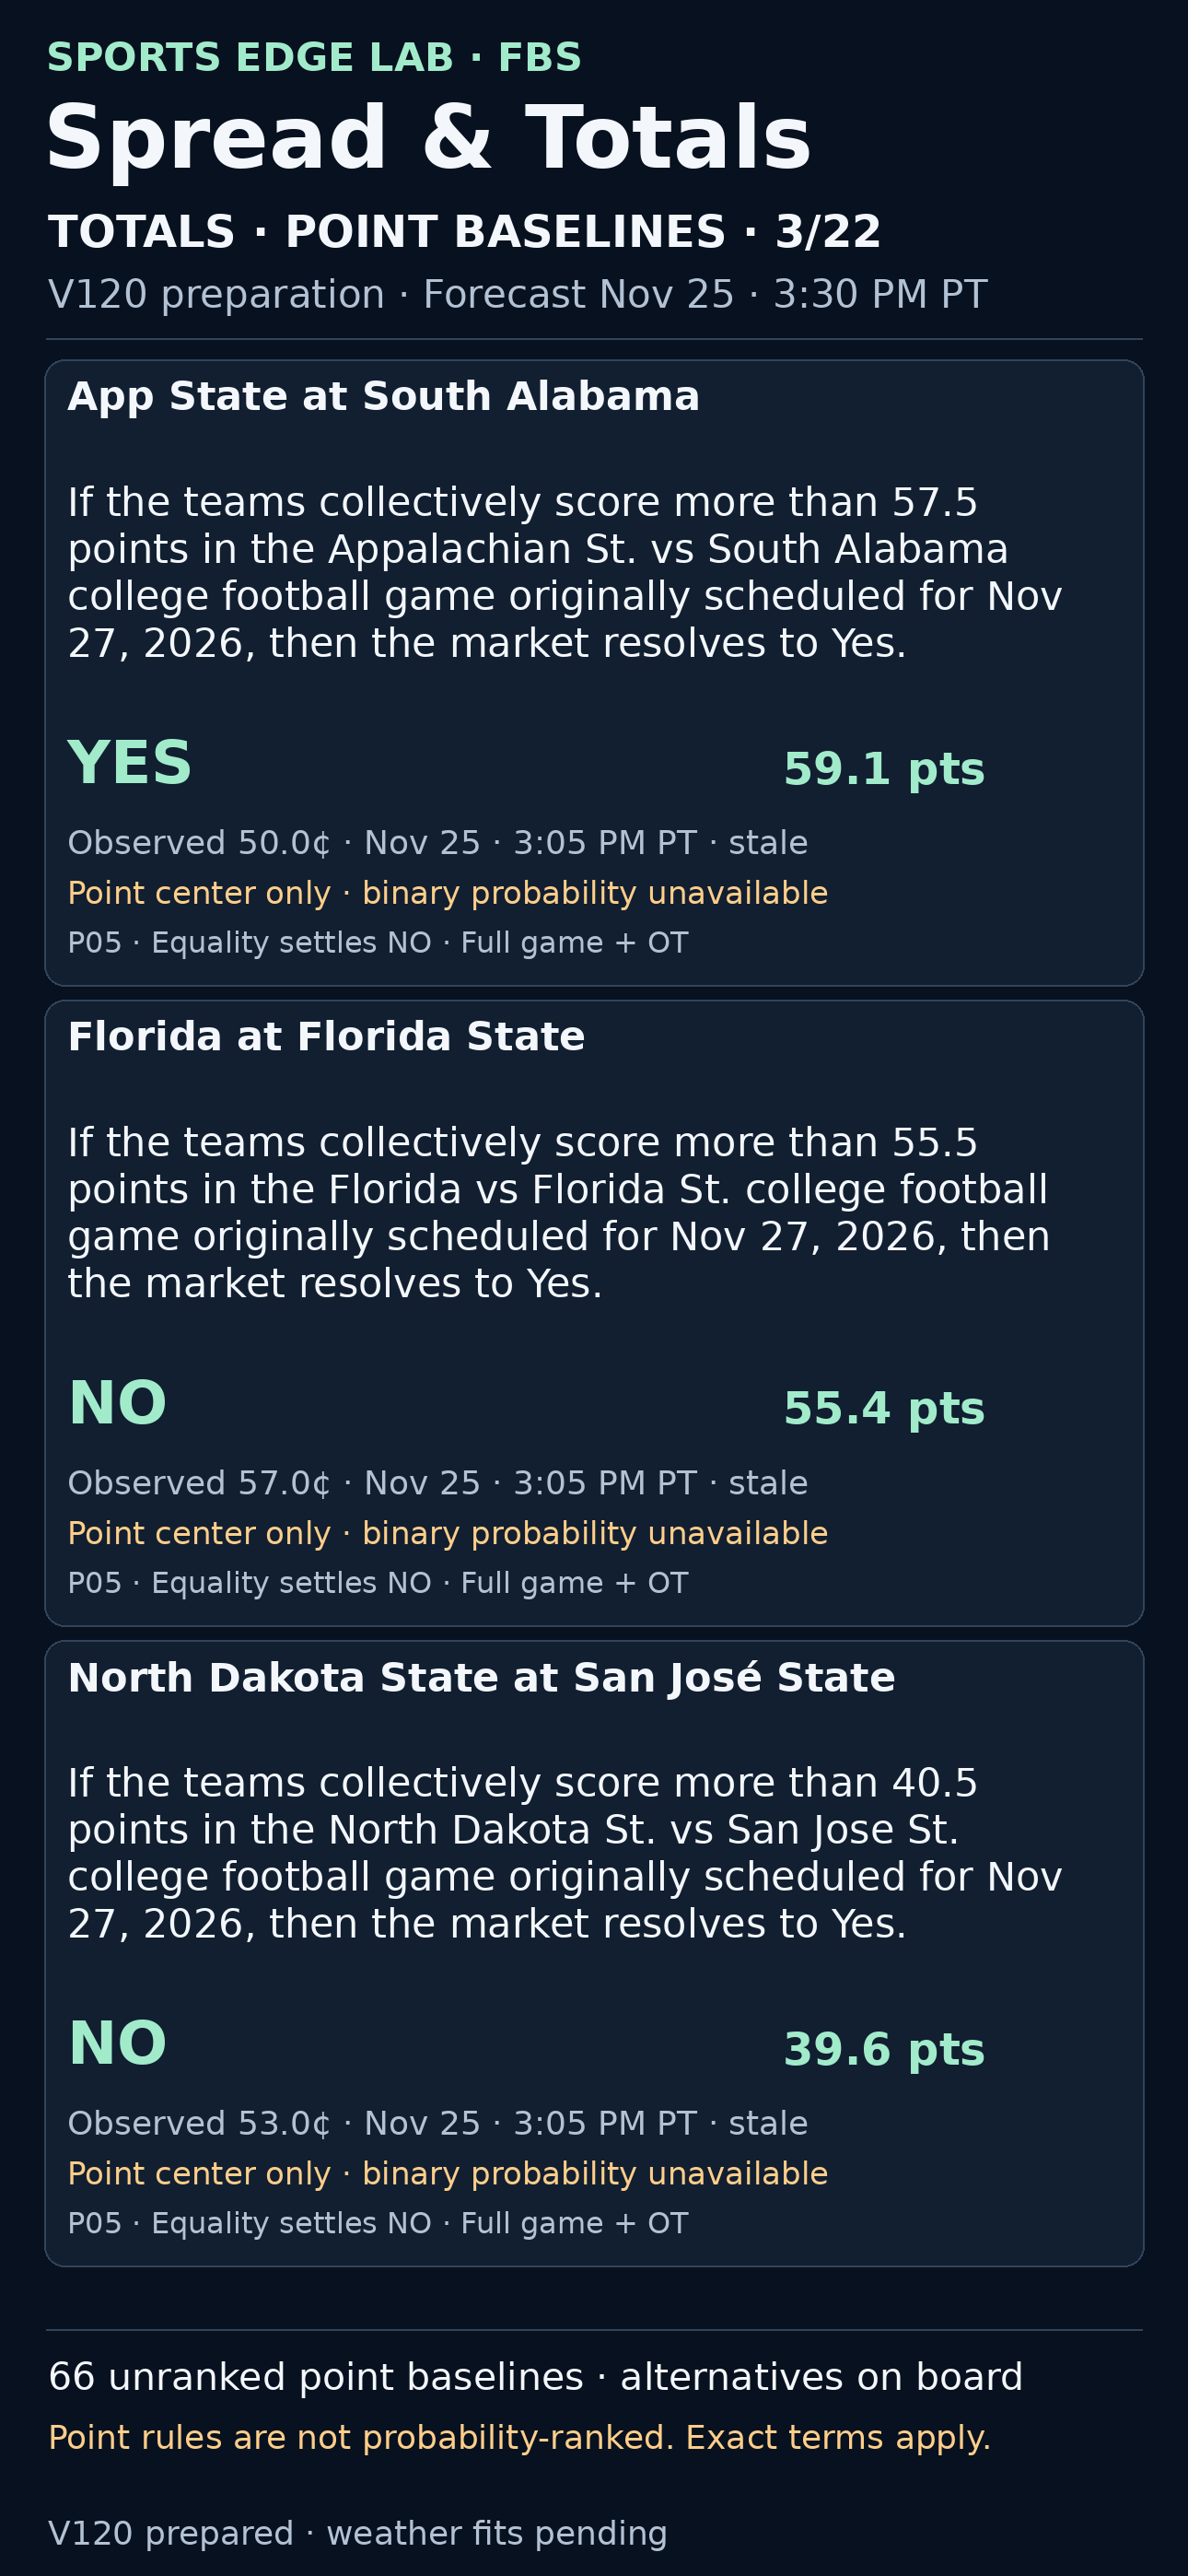 SPORTS EDGE LAB · FBS
Spread & Totals
TOTALS · POINT BASELINES · 3/22
V120 preparation · Forecast Nov 25 · 3:30 PM PT
App State at South Alabama
If the teams collectively score more than 57.5
points in the Appalachian St. vs South Alabama
college football game originally scheduled for Nov
27, 2026, then the market resolves to Yes.
YES 59.1 pts
Observed 50.0¢ · Nov 25 · 3:05 PM PT · stale
Point center only · binary probability unavailable
P05 · Equality settles NO · Full game + OT
Florida at Florida State
If the teams collectively score more than 55.5
points in the Florida vs Florida St. college football
game originally scheduled for Nov 27, 2026, then
the market resolves to Yes.
NO 55.4 pts
Observed 57.0¢ · Nov 25 · 3:05 PM PT · stale
Point center only · binary probability unavailable
P05 · Equality settles NO · Full game + OT
North Dakota State at San José State
If the teams collectively score more than 40.5
points in the North Dakota St. vs San Jose St.
college football game originally scheduled for Nov
27, 2026, then the market resolves to Yes.
NO 39.6 pts
Observed 53.0¢ · Nov 25 · 3:05 PM PT · stale
Point center only · binary probability unavailable
P05 · Equality settles NO · Full game + OT
66 unranked point baselines · alternatives on board
Point rules are not probability-ranked. Exact terms apply.
V120 prepared · weather fits pending